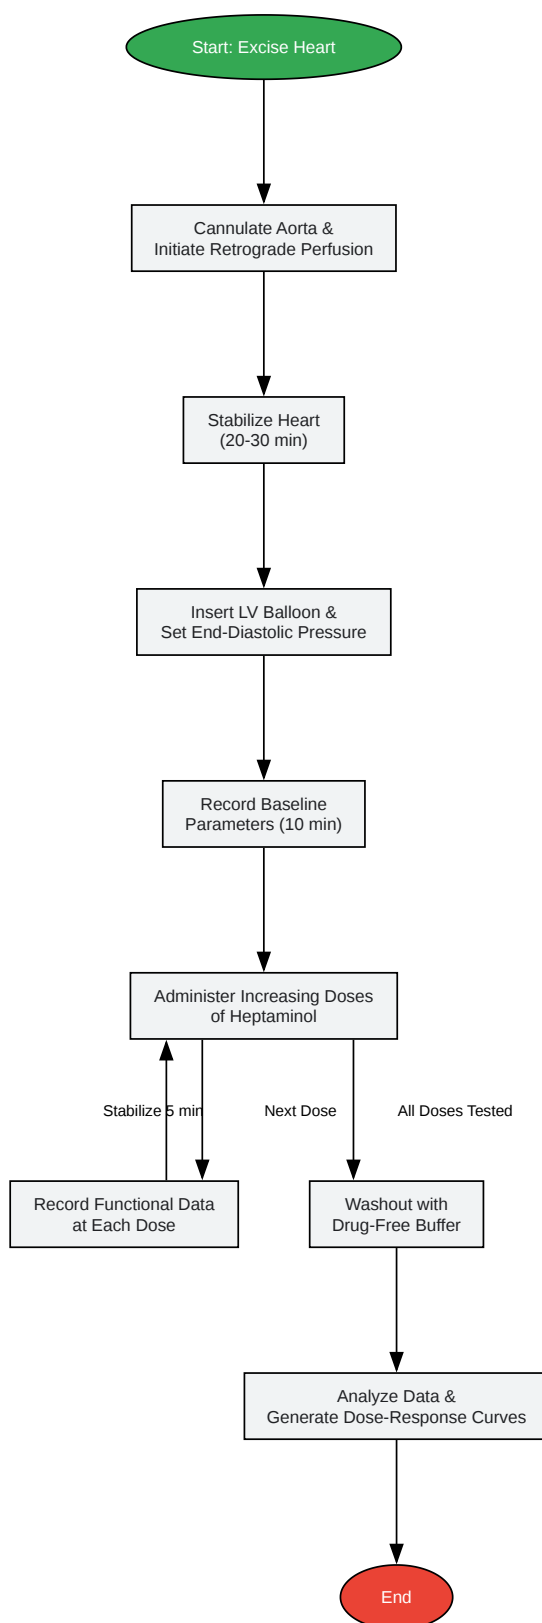 Start: Excise Heart
Cannulate Aorta &
Initiate Retrograde Perfusion
Stabilize Heart
(20-30 min)
Insert LV Balloon &
Set End-Diastolic Pressure
Record Baseline
Parameters (10 min)
Administer Increasing Doses
of Heptaminol
Stabilize 5 min
Next Dose
All Doses Tested
Record Functional Data
at Each Dose
Washout with
Drug-Free Buffer
Analyze Data &
Generate Dose-Response Curves
End